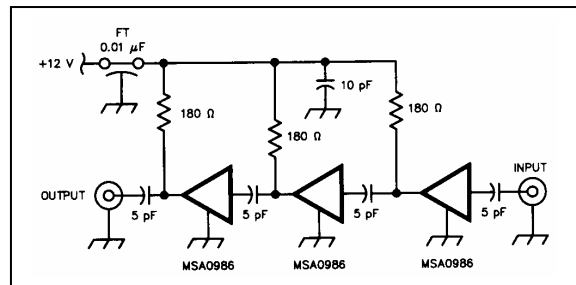 FT
0.01 µF
+12 V
10 pF
180 Ω
180 Ω
180 Ω
OUTPUT
INPUT
5 pF
5 pF
5 pF
5 pF
MSA0986
MSA0986
MSA0986